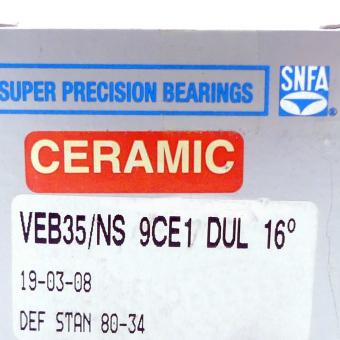 SUPER PRECISION BEARINGS
SNFA
®
CERAMIC
VEB35/NS 9CE1 DUL 16°
19-03-08
DEF STAN 80-34